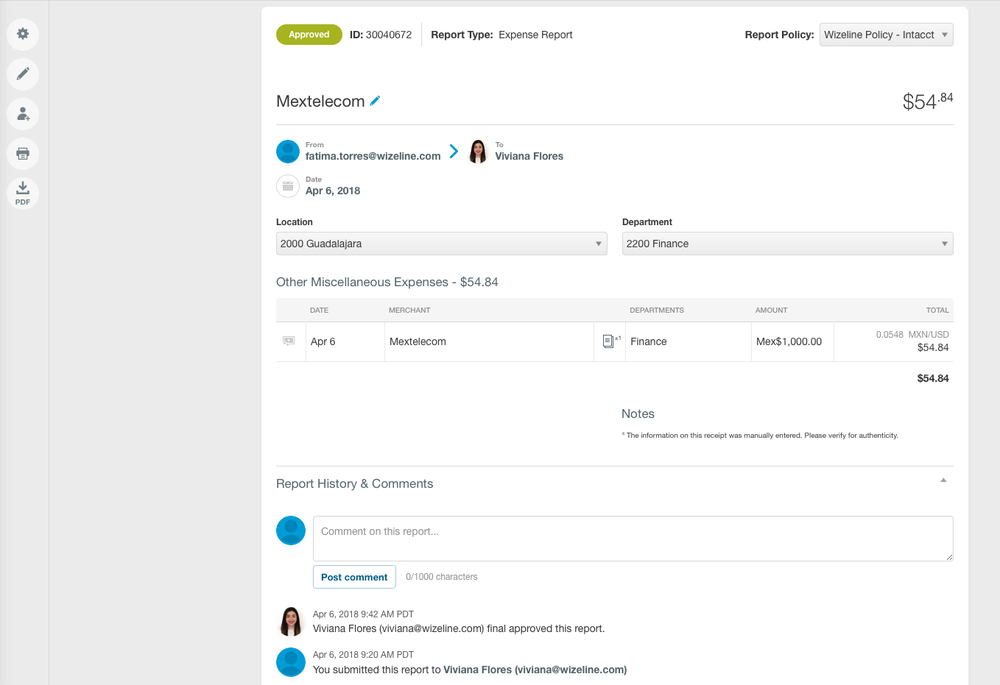 Approved ID: 30040672 Report Type: Expense Report Report Policy: Wizeline Policy - Intacct
PDF
Mextelecom $54.84
From
fatima.torres@wizeline.com
To
Viviana Flores
Date
Apr 6, 2018
Location Department
2000 Guadalajara 2200 Finance
Other Miscellaneous Expenses - $54.84
DATE MERCHANT DEPARTMENTS AMOUNT TOTAL
Apr 6 Mextelecom ±1 Finance Mex$1,000.00 0.0548 MXN/USD
$54.84
$54.84
Notes
± The information on this receipt was manually entered. Please verify for authenticity.
Report History & Comments
Comment on this report...
Post comment 0/1000 characters
Apr 6, 2018 9:42 AM PDT
Viviana Flores (viviana@wizeline.com) final approved this report.
Apr 6, 2018 9:20 AM PDT
You submitted this report to Viviana Flores (viviana@wizeline.com)